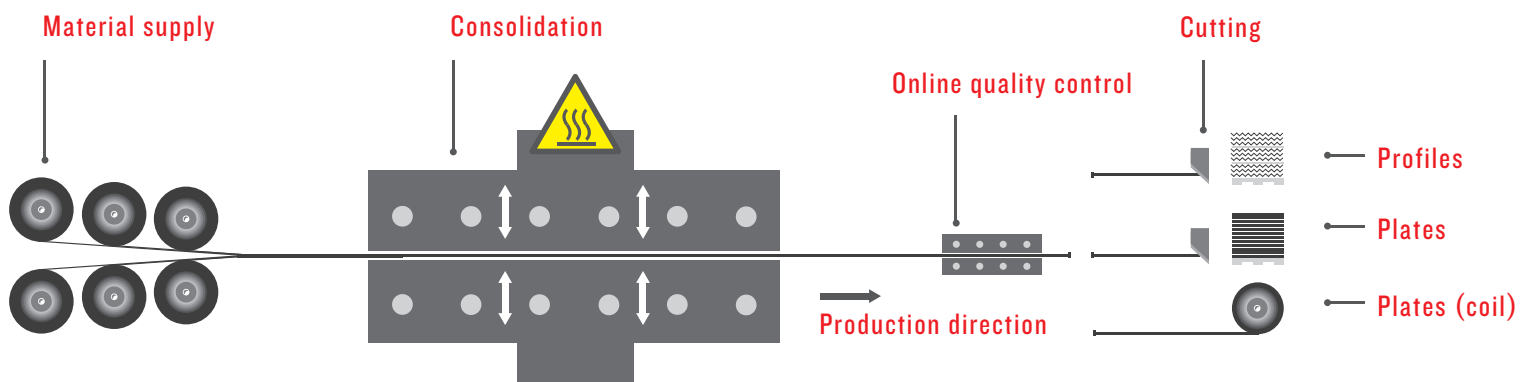 Material supply
Consolidation
Cutting
Online quality control
Profiles
Plates
Plates (coil)
Production direction